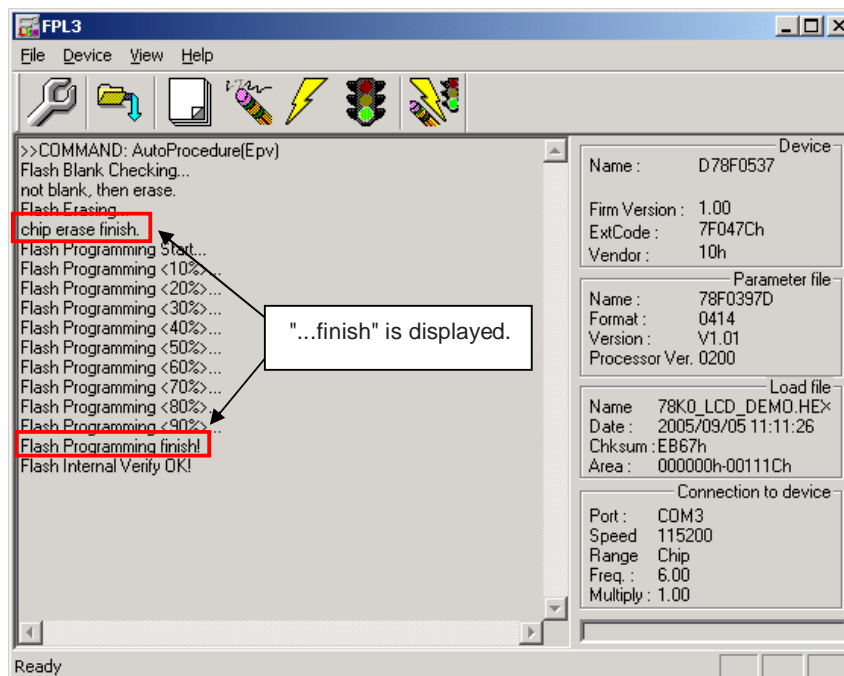 FPL3
File Device View Help
>>COMMAND: AutoProcedure(Epv)
Flash Blank Checking...
not blank, then erase.
Flash Erasing...
chip erase finish.
Flash Programming Start...
Flash Programming <10%>...
Flash Programming <20%>...
Flash Programming <30%>...
Flash Programming <40%>...
Flash Programming <50%>...
Flash Programming <60%>...
Flash Programming <70%>...
Flash Programming <80%>...
Flash Programming <90%>...
Flash Programming finish!
Flash Internal Verify OK!
"...finish" is displayed.
Device
Name : D78F0537
Firm Version : 1.00
ExtCode : 7F047Ch
Vendor : 10h
Parameter file
Name : 78F0397D
Format : 0414
Version : V1.01
Processor Ver. 0200
Load file
Name 78K0_LCD_DEMO.HEX
Date : 2005/09/05 11:11:26
Chksum : EB67h
Area : 000000h-00111Ch
Connection to device
Port : COM3
Speed 115200
Range Chip
Freq. : 6.00
Multiply : 1.00
Ready